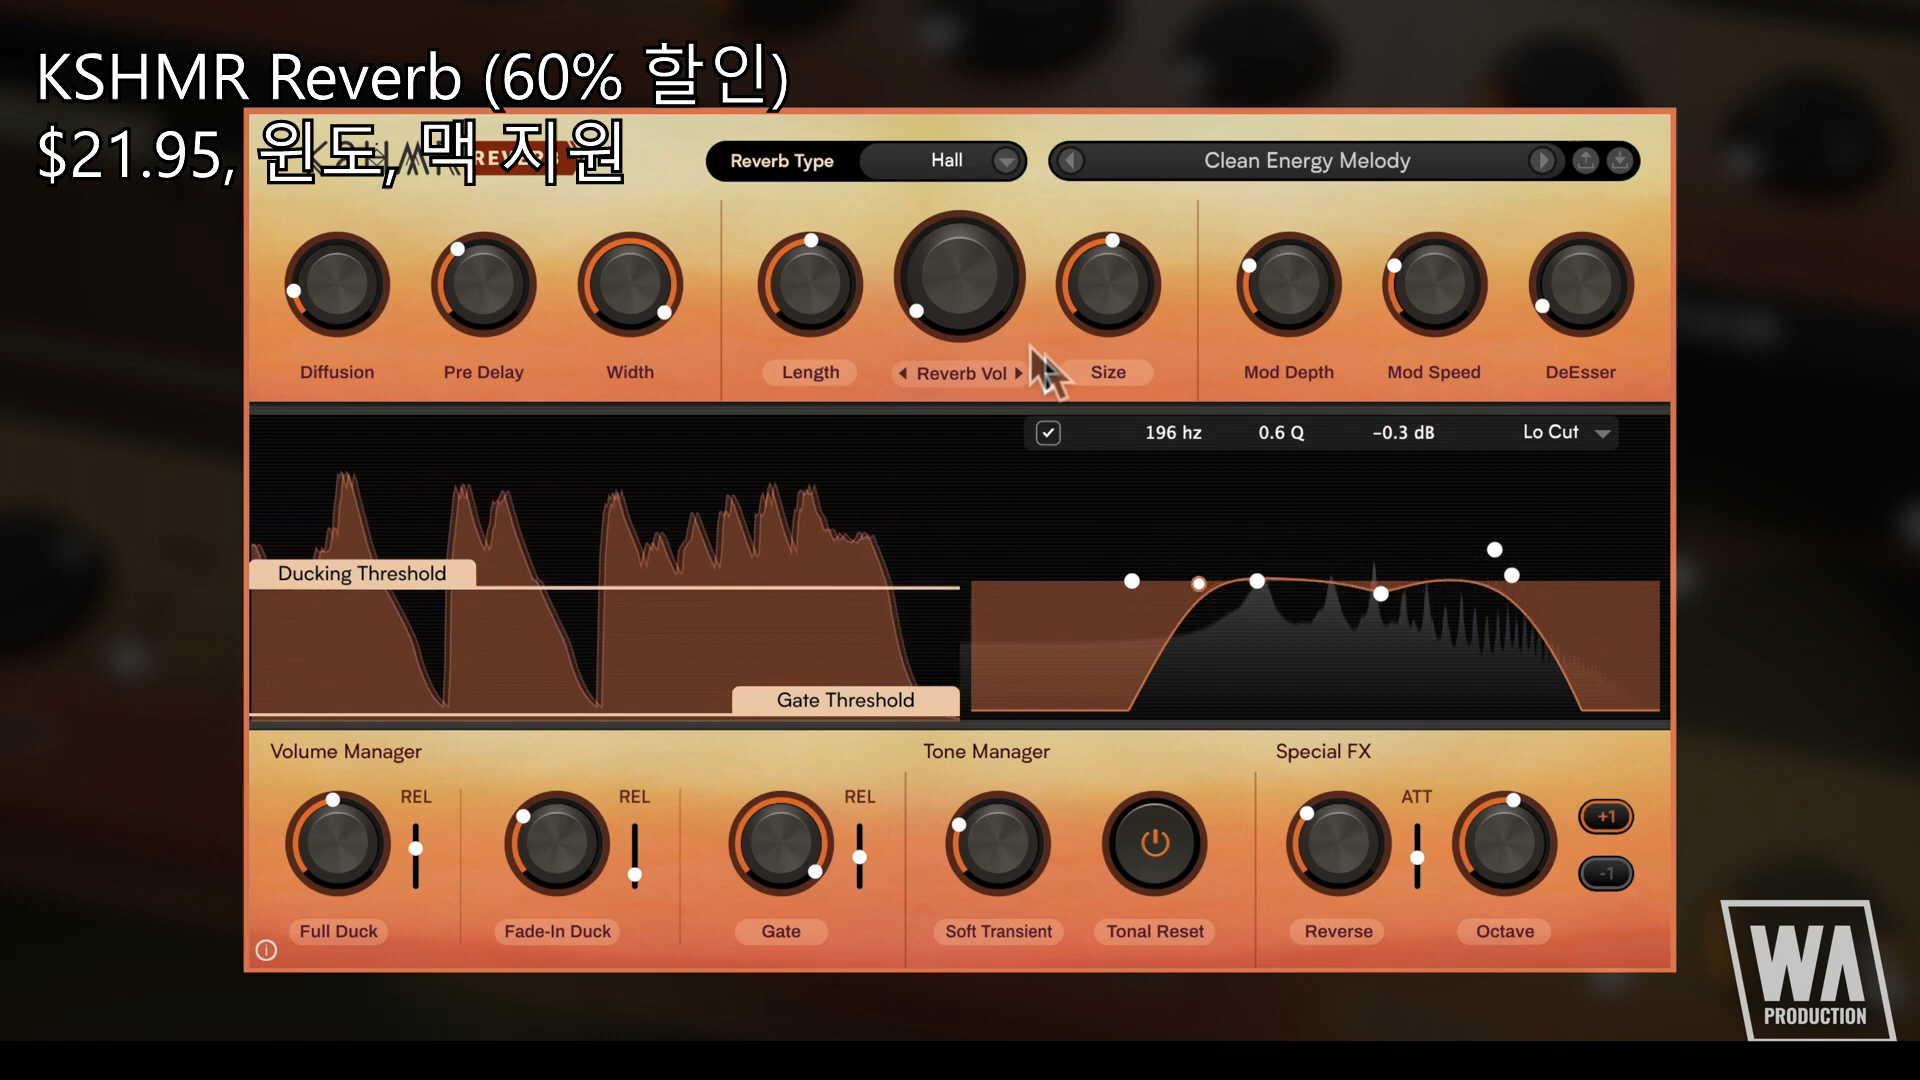 KSHMR Reverb (60% 할인)
$21.95, 윈도, 맥 지원
REVERB
Reverb Type Hall
Clean Energy Melody
Diffusion Pre Delay Width Length Reverb Vol Size Mod Depth Mod Speed DeEsser
196 hz 0.6 Q -0.3 dB Lo Cut
Ducking Threshold
Gate Threshold
Volume Manager Tone Manager Special FX
REL REL REL ATT
+1
-1
Full Duck Fade-In Duck Gate Soft Transient Tonal Reset Reverse Octave
WA
PRODUCTION